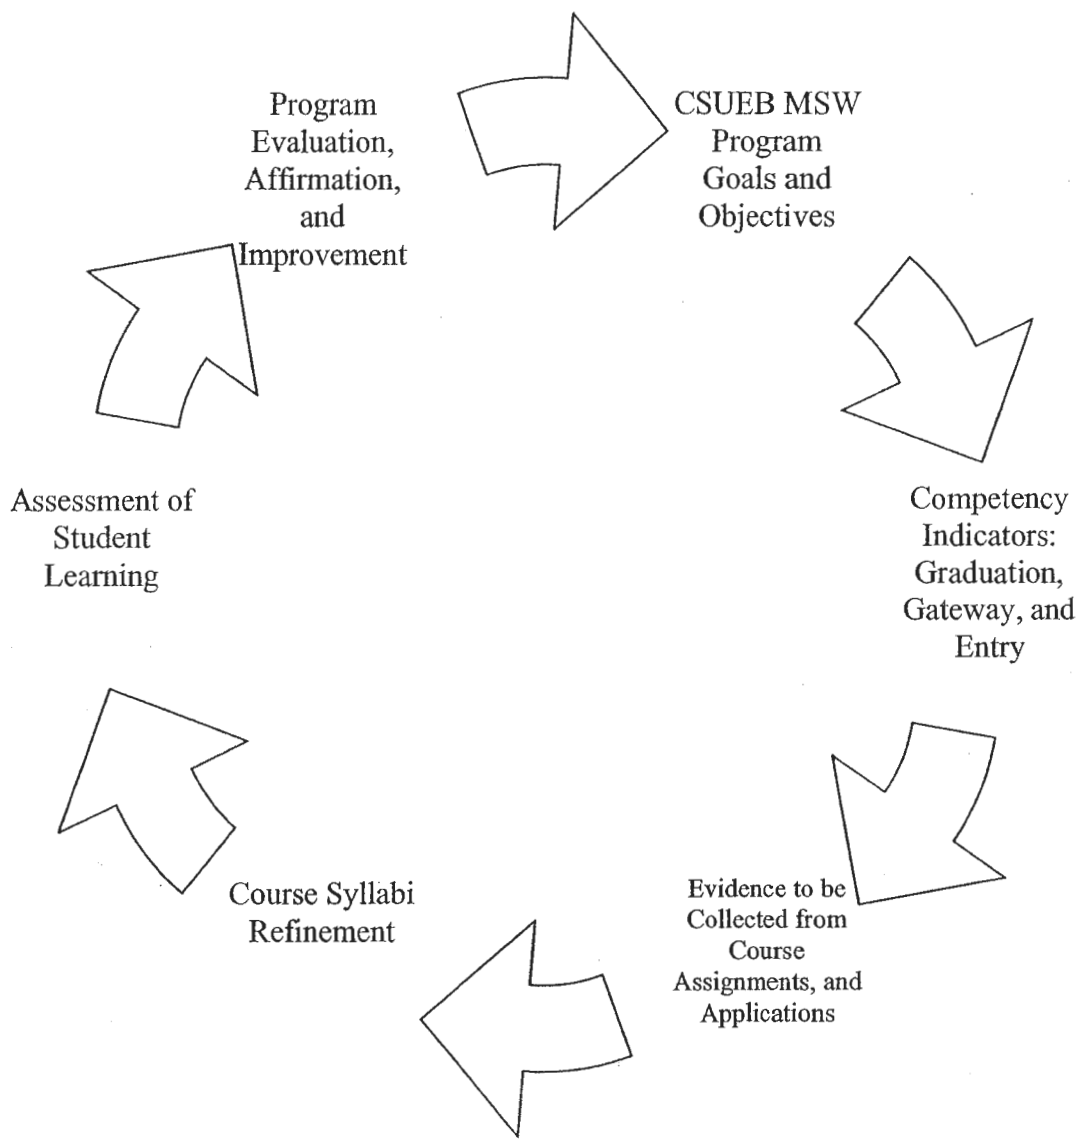 Program
Evaluation,
Affirmation,
and
Improvement
CSUEB MSW
Program
Goals and
Objectives
Competency
Indicators:
Graduation,
Gateway, and
Entry
Evidence to be
Collected from
Course
Assignments, and
Applications
Course Syllabi
Refinement
Assessment of
Student
Learning